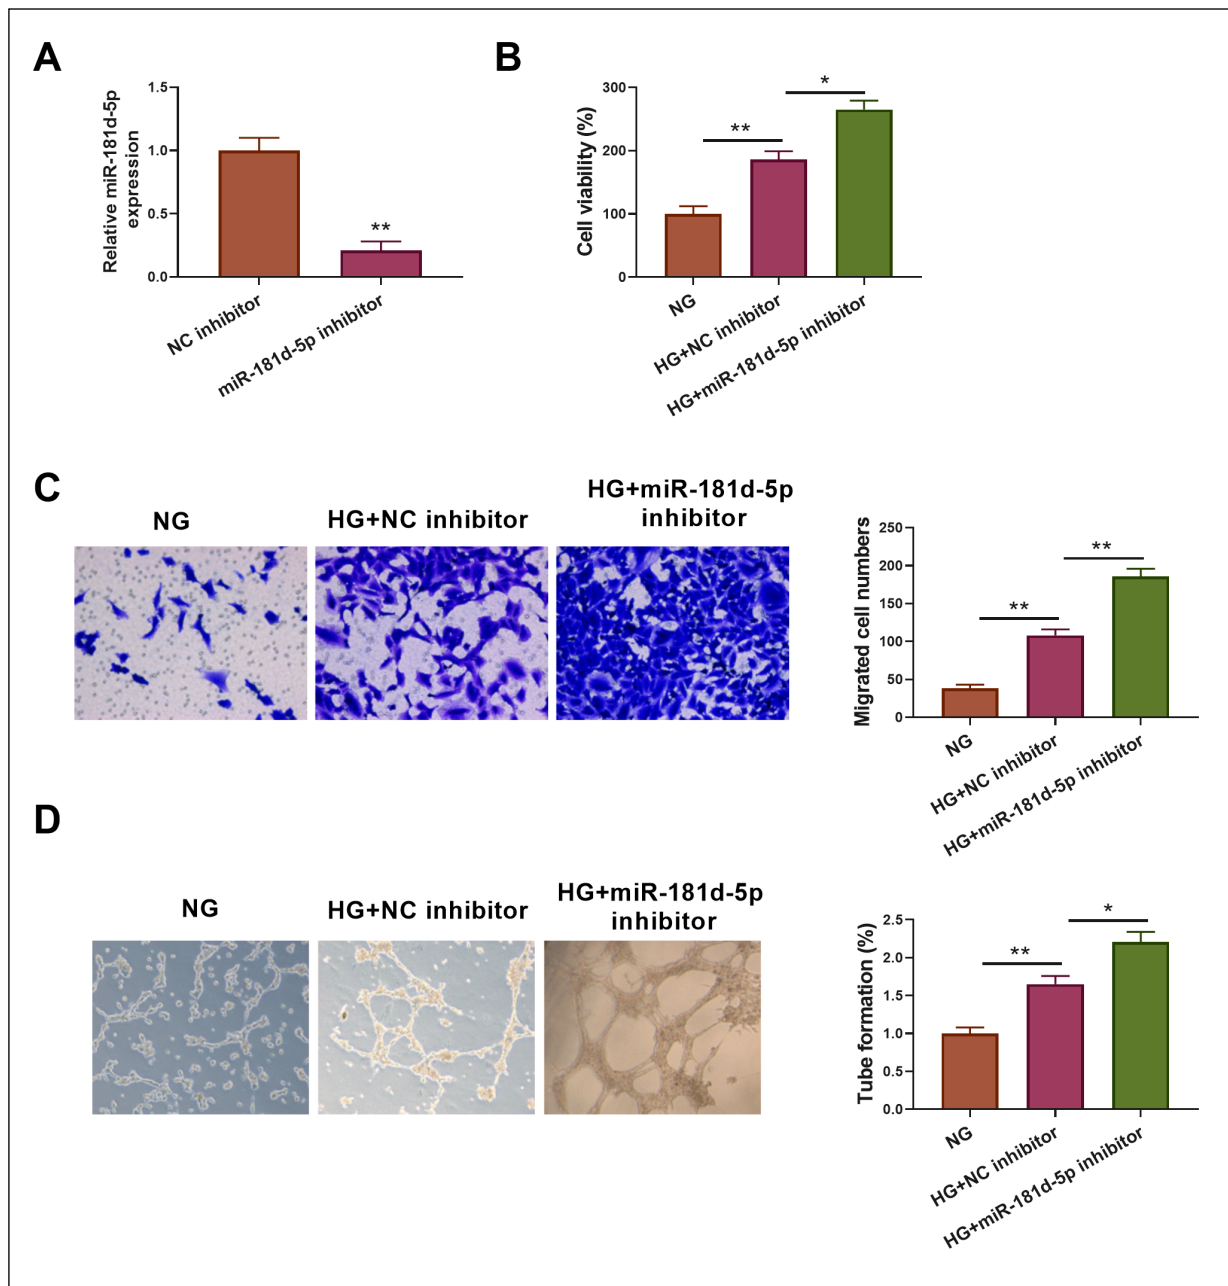 A
Relative miR-181d-5p
expression
1.5
1.0
0.5
0.0
**
NC inhibitor
miR-181d-5p inhibitor
B
Cell viability (%)
300
200
100
0
**
*
NG
HG+NC inhibitor
HG+miR-181d-5p inhibitor
C
NG
HG+NC inhibitor
HG+miR-181d-5p
inhibitor
Migrated cell numbers
250
200
150
100
50
0
**
**
NG
HG+NC inhibitor
HG+miR-181d-5p inhibitor
D
NG
HG+NC inhibitor
HG+miR-181d-5p
inhibitor
Tube formation (%)
2.5
2.0
1.5
1.0
0.5
0.0
**
*
NG
HG+NC inhibitor
HG+miR-181d-5p inhibitor